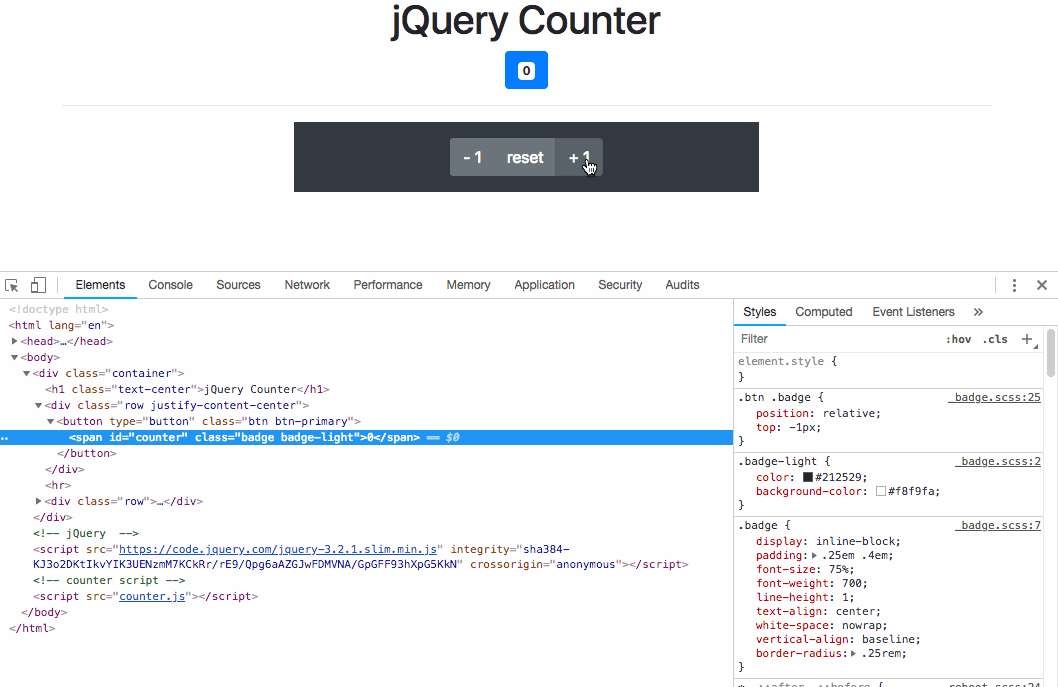 jQuery Counter
0
- 1 reset + 1
Elements Console Sources Network Performance Memory Application Security Audits
<!doctype html>
<html lang="en">
<head>…</head>
<body>
<div class="container">
<h1 class="text-center">jQuery Counter</h1>
<div class="row justify-content-center">
<button type="button" class="btn btn-primary">
<span id="counter" class="badge badge-light">0</span> == $0
</button>
</div>
<hr>
<div class="row">…</div>
</div>
<!-- jQuery -->
<script src="https://code.jquery.com/jquery-3.2.1.slim.min.js" integrity="sha384-
KJ3o2DKtIkvYIK3UENzmM7KCkRr/rE9/Qpg6aAZGJwFDMVNA/GpGFF93hXpG5KkN" crossorigin="anonymous"></script>
<!-- counter script -->
<script src="counter.js"></script>
</body>
</html>
Styles Computed Event Listeners »
Filter :hov .cls +
element.style {
}
.btn .badge { _badge.scss:25
position: relative;
top: -1px;
}
.badge-light { _badge.scss:2
color: #212529;
background-color: #f8f9fa;
}
.badge { _badge.scss:7
display: inline-block;
padding: .25em .4em;
font-size: 75%;
font-weight: 700;
line-height: 1;
text-align: center;
white-space: nowrap;
vertical-align: baseline;
border-radius: .25rem;
}
*, ::after, ::before { _reboot.scss:24